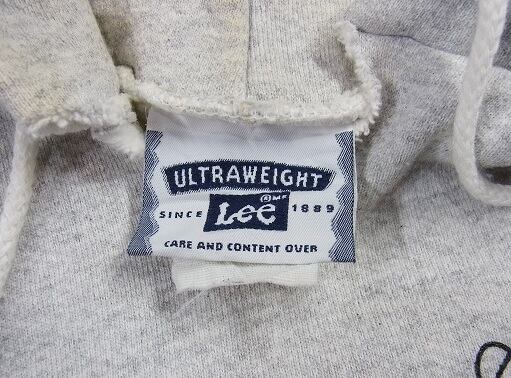 ULTRAWEIGHT
SINCE Lee ®MR 1889
CARE AND CONTENT OVER